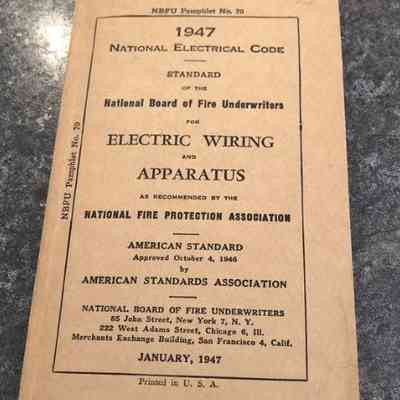 NBFU Pamphlet No. 70
1947
NATIONAL ELECTRICAL CODE
STANDARD
OF THE
National Board of Fire Underwriters
FOR
ELECTRIC WIRING
AND
APPARATUS
AS RECOMMENDED BY THE
NATIONAL FIRE PROTECTION ASSOCIATION
AMERICAN STANDARD
Approved October 4, 1946
by
AMERICAN STANDARDS ASSOCIATION
NATIONAL BOARD OF FIRE UNDERWRITERS
85 John Street, New York 7, N. Y.
222 West Adams Street, Chicago 6, Ill.
Merchants Exchange Building, San Francisco 4, Calif.
JANUARY, 1947
Printed in U. S. A.
NBFU Pamphlet No. 70